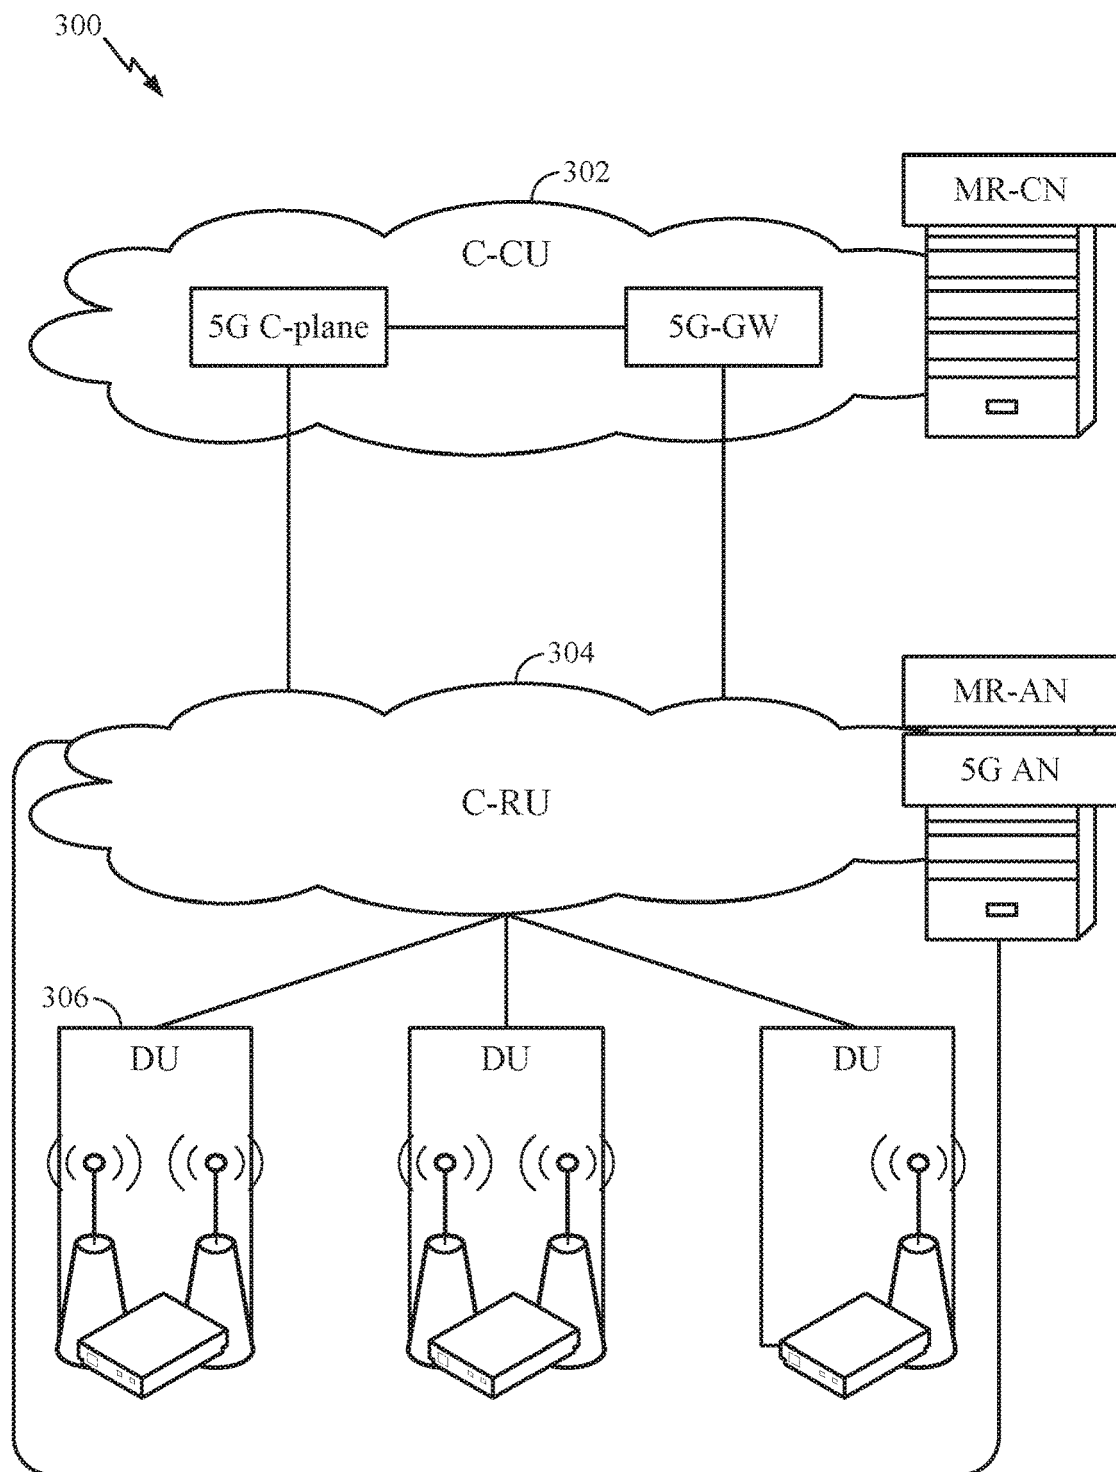 300
302
MR-CN
C-CU
5G C-plane
5G-GW
304
MR-AN
5G AN
C-RU
306
DU
DU
DU